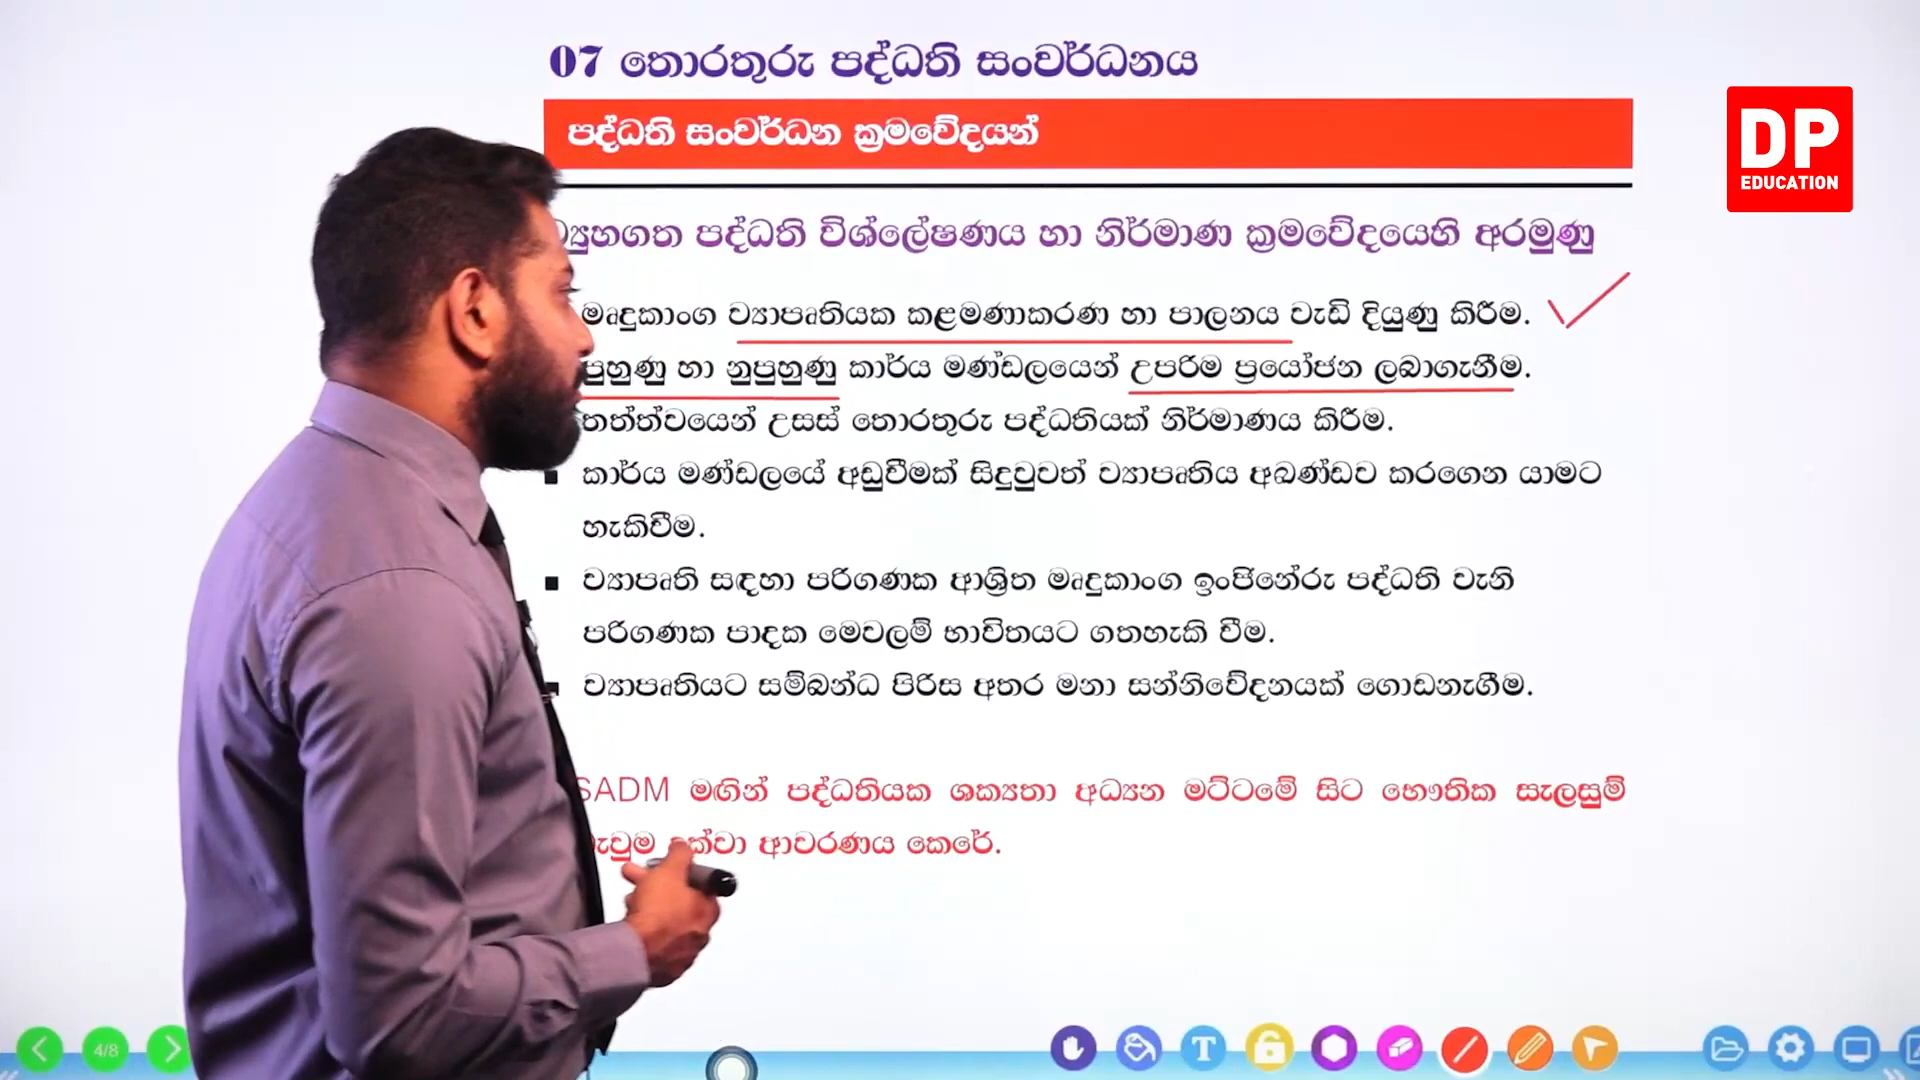 07 තොරතුරු පද්ධති සංවර්ධනය
පද්ධති සංවර්ධන ක්‍රමවේදයන්
DP
EDUCATION
පද්ධති විශ්ලේෂණය හා නිර්මාණ ක්‍රමවේදයෙහි අරමුණු
මෘදුකාංග ව්‍යාපෘතියක කළමණාකරණ හා පාලනය වැඩි දියුණු කිරීම.
පුහුණු හා නුපුහුණු කාර්ය මණ්ඩලයෙන් උපරිම ප්‍රයෝජන ලබාගැනීම.
තත්ත්වයෙන් උසස් තොරතුරු පද්ධතියක් නිර්මාණය කිරීම.
▪ කාර්ය මණ්ඩලයේ අඩුවීමක් සිදුවුවත් ව්‍යාපෘතිය අඛණ්ඩව කරගෙන යාමට
හැකිවීම.
▪ ව්‍යාපෘති සඳහා පරිගණක ආශ්‍රිත මෘදුකාංග ඉංජිනේරු පද්ධති වැනි
පරිගණක පාදක මෙවලම් භාවිතයට ගතහැකි වීම.
▪ ව්‍යාපෘතියට සම්බන්ධ පිරිස අතර මනා සන්නිවේදනයක් ගොඩනැගීම.
SADM මඟින් පද්ධතියක ශක්‍යතා අධ්‍යන මට්ටමේ සිට භෞතික සැලසුම්
ආවරණය කෙරේ.
4/8
T